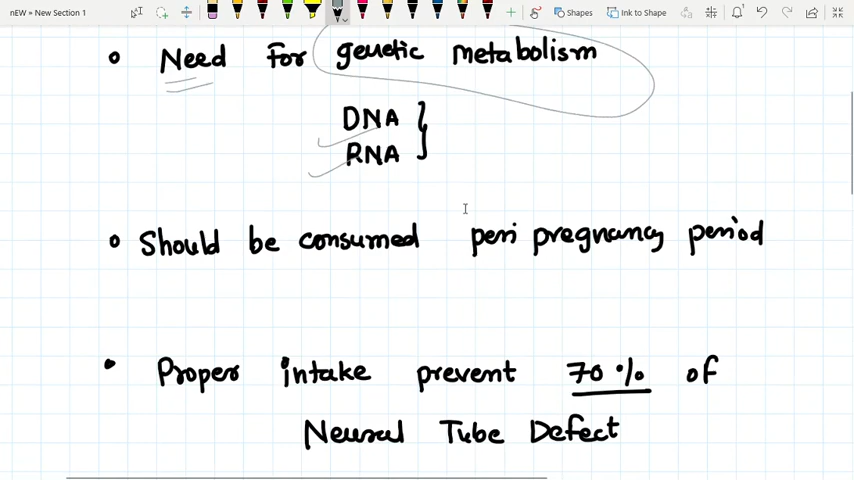 nEW » New Section 1
Shapes
Ink to Shape
Need For genetic metabolism
DNA
RNA
Should be consumed peri pregnancy period
Proper intake prevent 70% of
Neural Tube Defect